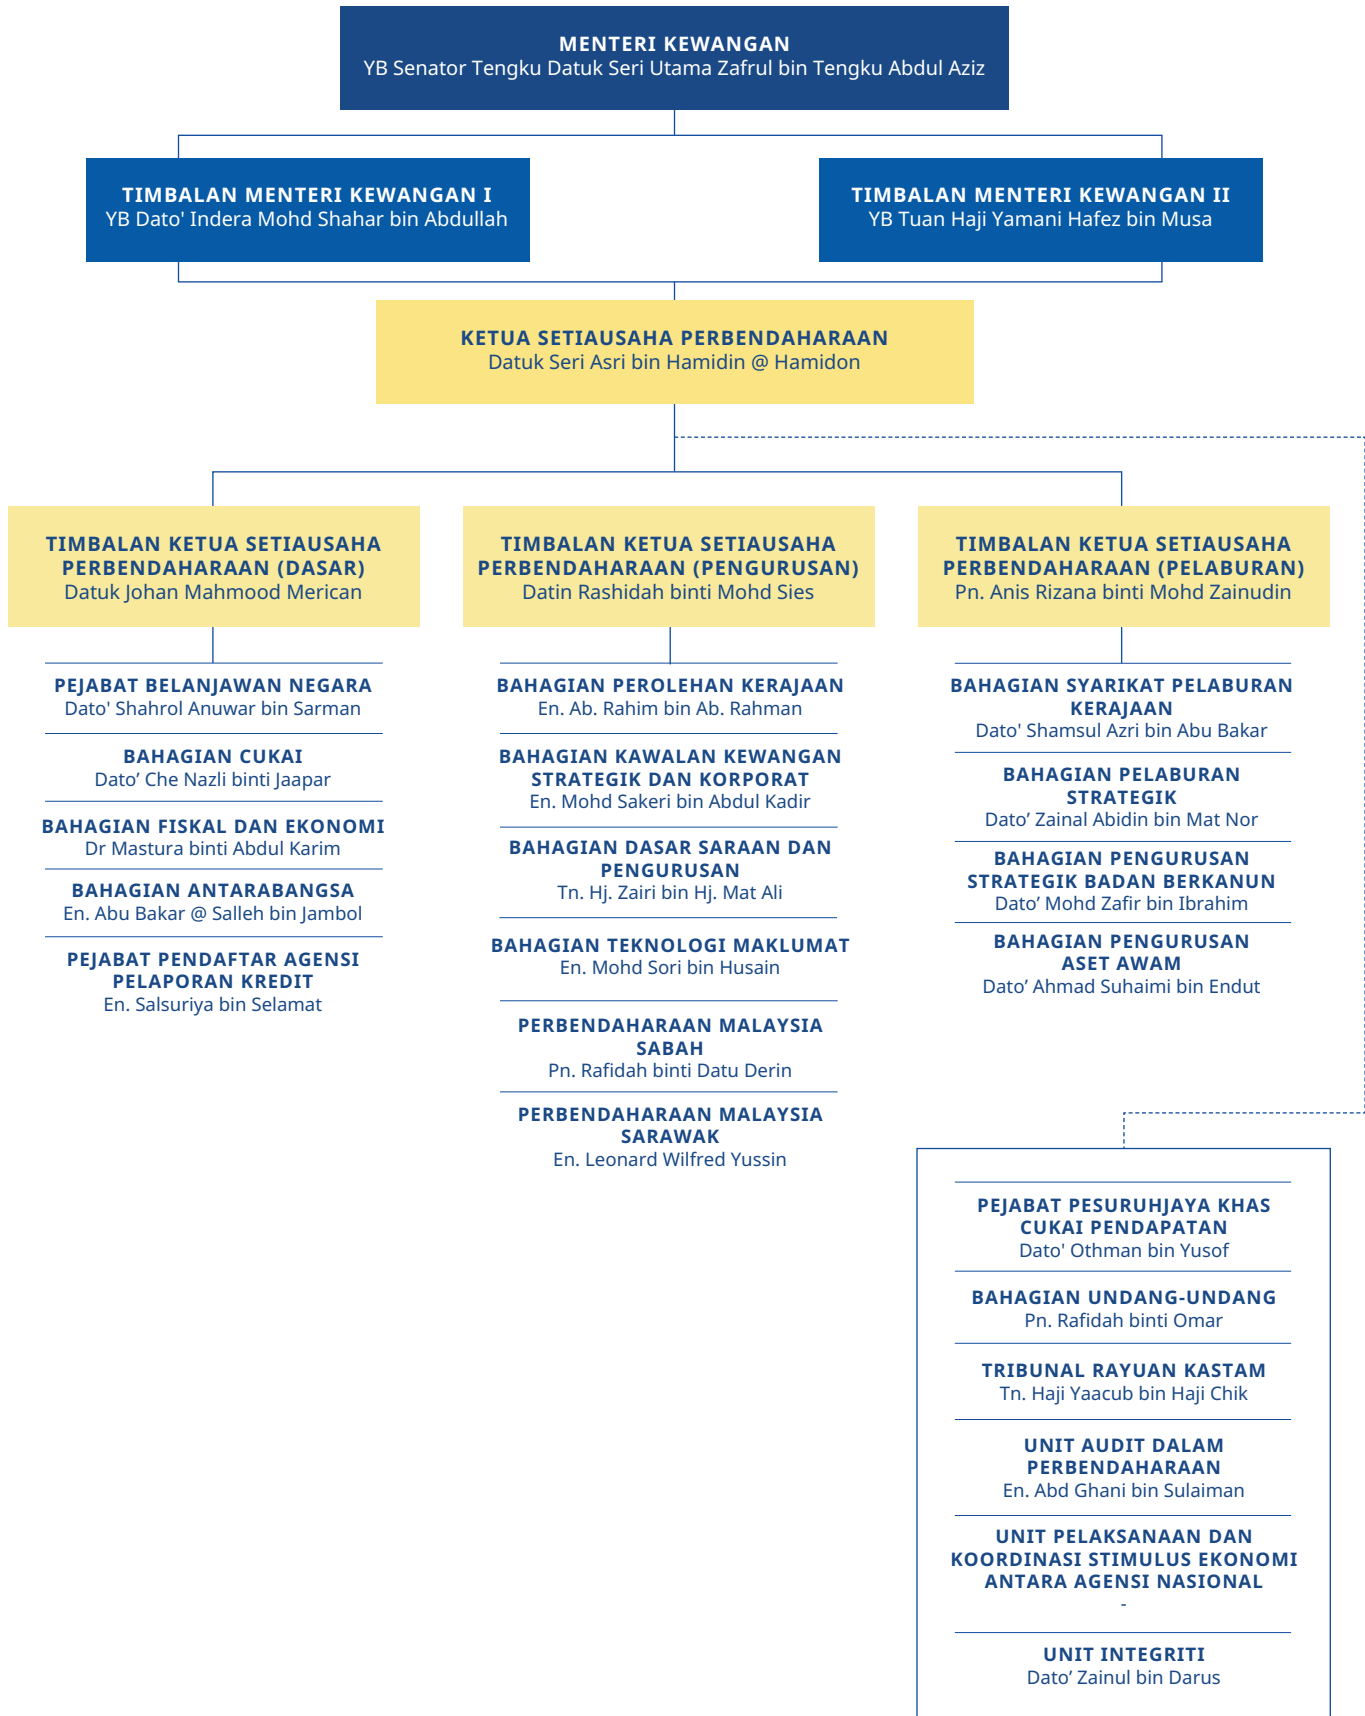 MENTERI KEWANGAN
YB Senator Tengku Datuk Seri Utama Zafrul bin Tengku Abdul Aziz
TIMBALAN MENTERI KEWANGAN I
YB Dato' Indera Mohd Shahar bin Abdullah
TIMBALAN MENTERI KEWANGAN II
YB Tuan Haji Yamani Hafez bin Musa
KETUA SETIAUSAHA PERBENDAHARAAN
Datuk Seri Asri bin Hamidin @ Hamidon
TIMBALAN KETUA SETIAUSAHA
PERBENDAHARAAN (DASAR)
Datuk Johan Mahmood Merican
PEJABAT BELANJAWAN NEGARA
Dato' Shahrol Anuwar bin Sarman
BAHAGIAN CUKAI
Dato’ Che Nazli binti Jaapar
BAHAGIAN FISKAL DAN EKONOMI
Dr Mastura binti Abdul Karim
BAHAGIAN ANTARABANGSA
En. Abu Bakar @ Salleh bin Jambol
PEJABAT PENDAFTAR AGENSI
PELAPORAN KREDIT
En. Salsuriya bin Selamat
TIMBALAN KETUA SETIAUSAHA
PERBENDAHARAAN (PENGURUSAN)
Datin Rashidah binti Mohd Sies
BAHAGIAN PEROLEHAN KERAJAAN
En. Ab. Rahim bin Ab. Rahman
BAHAGIAN KAWALAN KEWANGAN
STRATEGIK DAN KORPORAT
En. Mohd Sakeri bin Abdul Kadir
BAHAGIAN DASAR SARAAN DAN
PENGURUSAN
Tn. Hj. Zairi bin Hj. Mat Ali
BAHAGIAN TEKNOLOGI MAKLUMAT
En. Mohd Sori bin Husain
PERBENDAHARAAN MALAYSIA
SABAH
Pn. Rafidah binti Datu Derin
PERBENDAHARAAN MALAYSIA
SARAWAK
En. Leonard Wilfred Yussin
TIMBALAN KETUA SETIAUSAHA
PERBENDAHARAAN (PELABURAN)
Pn. Anis Rizana binti Mohd Zainudin
BAHAGIAN SYARIKAT PELABURAN
KERAJAAN
Dato' Shamsul Azri bin Abu Bakar
BAHAGIAN PELABURAN
STRATEGIK
Dato’ Zainal Abidin bin Mat Nor
BAHAGIAN PENGURUSAN
STRATEGIK BADAN BERKANUN
Dato’ Mohd Zafir bin Ibrahim
BAHAGIAN PENGURUSAN
ASET AWAM
Dato’ Ahmad Suhaimi bin Endut
PEJABAT PESURUHJAYA KHAS
CUKAI PENDAPATAN
Dato' Othman bin Yusof
BAHAGIAN UNDANG-UNDANG
Pn. Rafidah binti Omar
TRIBUNAL RAYUAN KASTAM
Tn. Haji Yaacub bin Haji Chik
UNIT AUDIT DALAM
PERBENDAHARAAN
En. Abd Ghani bin Sulaiman
UNIT PELAKSANAAN DAN
KOORDINASI STIMULUS EKONOMI
ANTARA AGENSI NASIONAL
-
UNIT INTEGRITI
Dato’ Zainul bin Darus